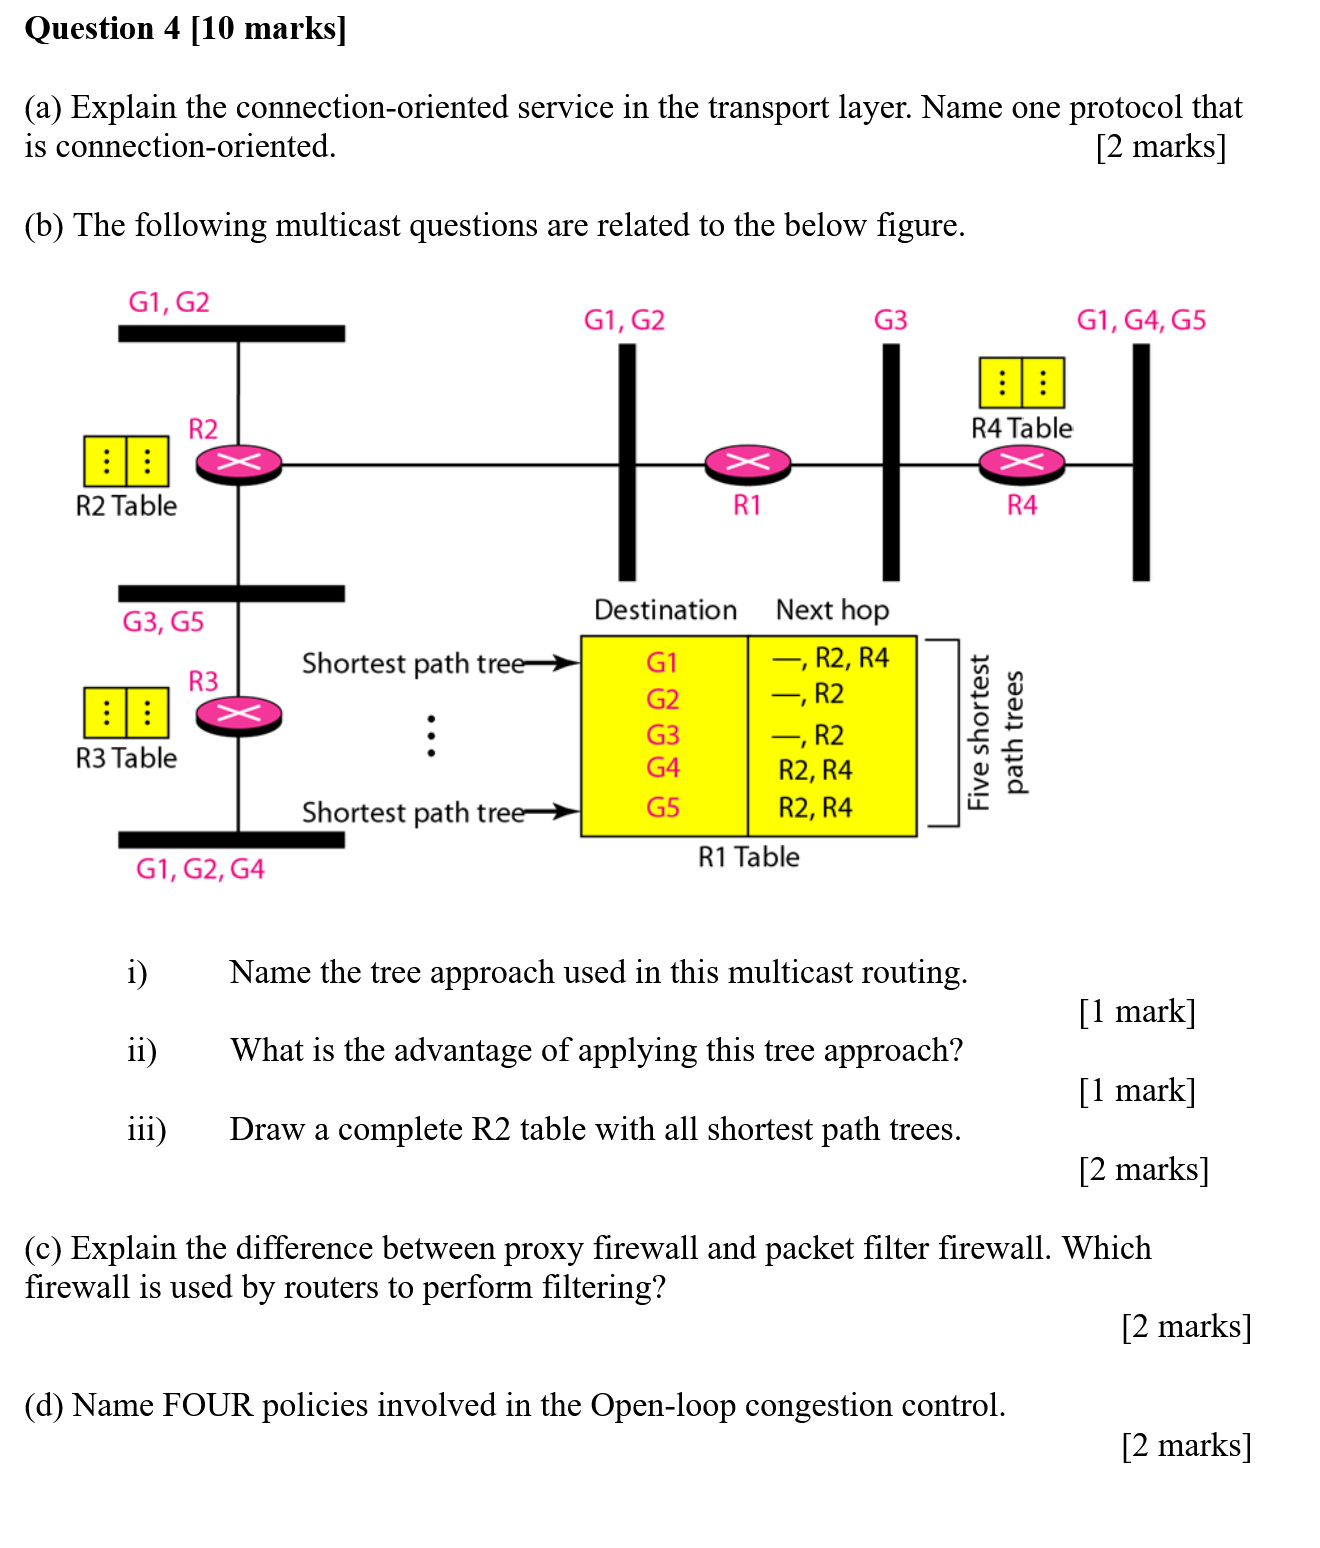 Question 4 [10 marks]
(a) Explain the connection-oriented service in the transport layer. Name one protocol that
is connection-oriented. [2 marks]
(b) The following multicast questions are related to the below figure.
G1, G2
G1, G2
G3
G1, G4, G5
R2
R4 Table
R2 Table
R1
R4
G3, G5
Destination Next hop
Shortest path tree
G1 —, R2, R4
G2 —, R2
G3 —, R2
G4 R2, R4
G5 R2, R4
R3
R3 Table
Shortest path tree
Five shortest
path trees
R1 Table
G1, G2, G4
i) Name the tree approach used in this multicast routing.
[1 mark]
ii) What is the advantage of applying this tree approach?
[1 mark]
iii) Draw a complete R2 table with all shortest path trees.
[2 marks]
(c) Explain the difference between proxy firewall and packet filter firewall. Which
firewall is used by routers to perform filtering?
[2 marks]
(d) Name FOUR policies involved in the Open-loop congestion control.
[2 marks]